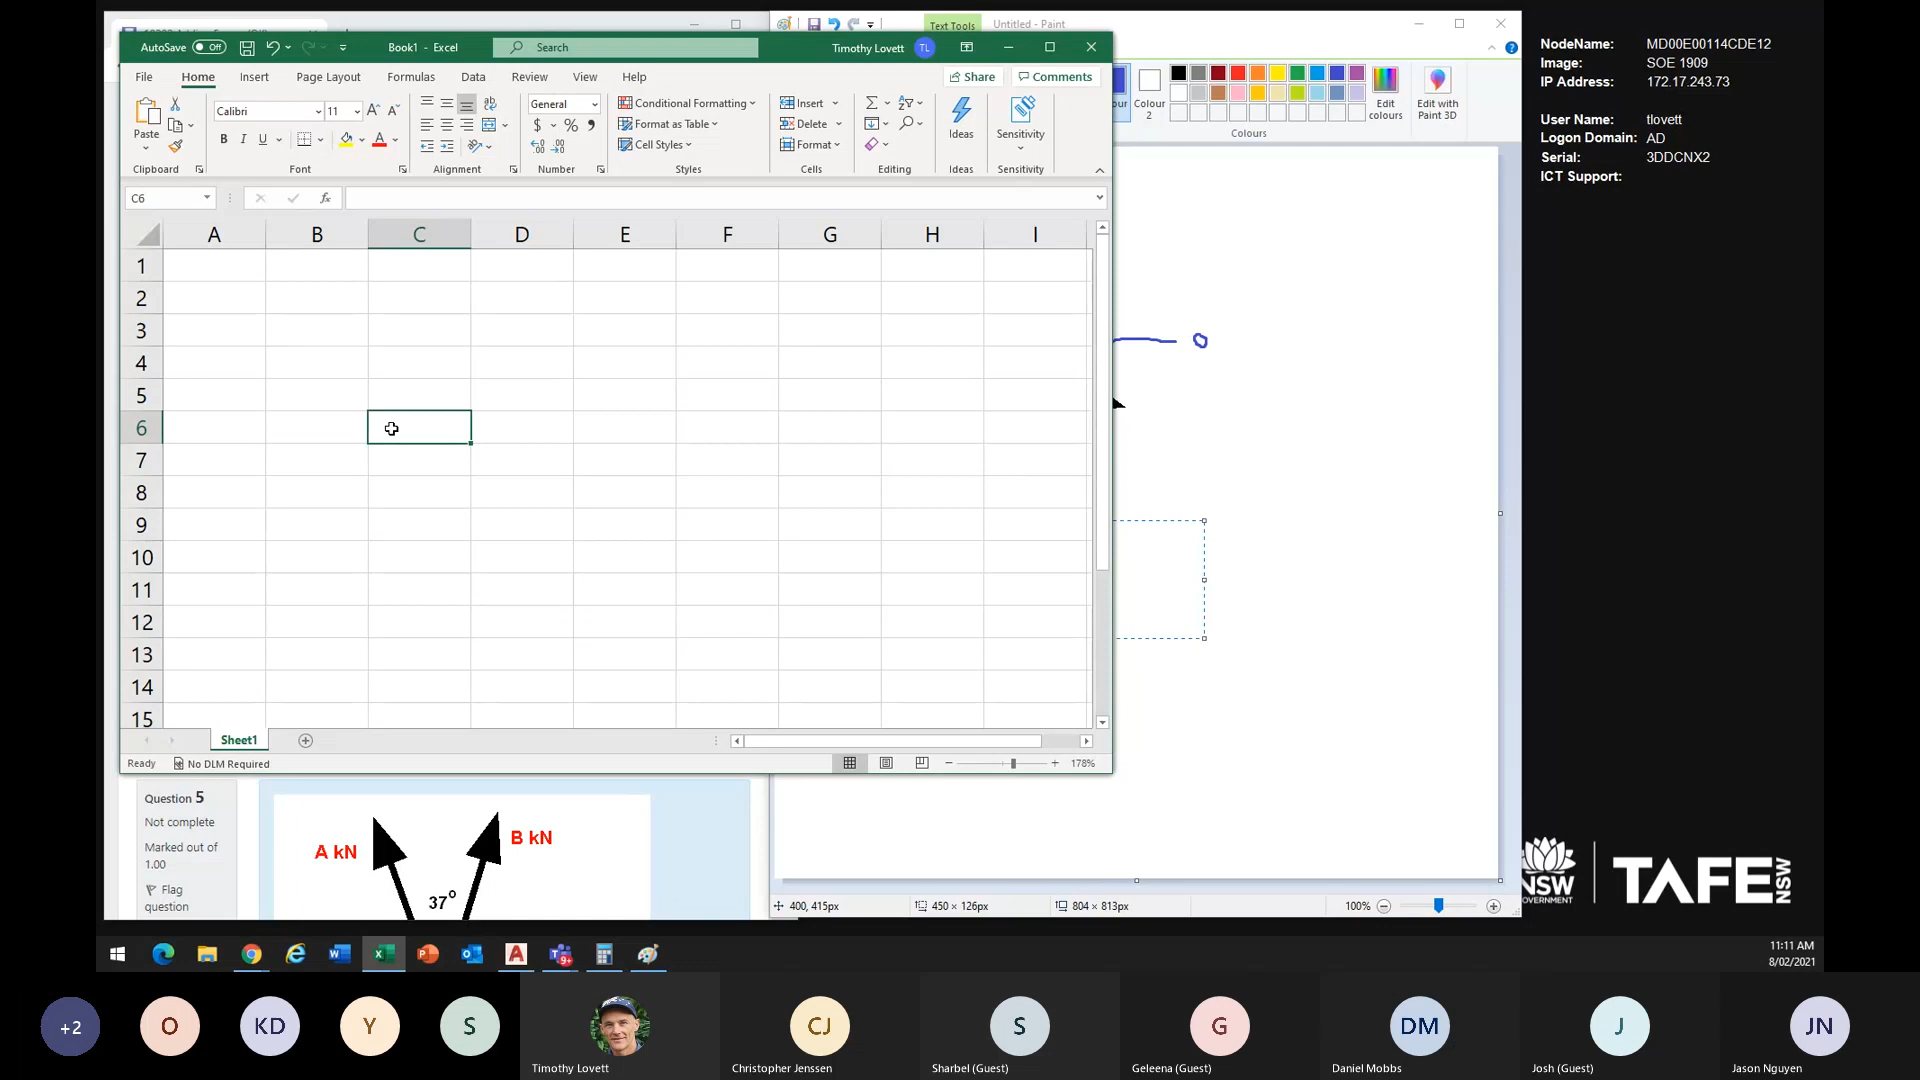 AutoSave Off
Book1 - Excel
Search
Timothy Lovett
TL
File Home Insert Page Layout Formulas Data Review View Help
Share
Comments
Paste
Calibri
11
B I U
General
$ % ,
Conditional Formatting
Format as Table
Cell Styles
Insert
Delete
Format
Ideas
Sensitivity
Clipboard
Font
Alignment
Number
Styles
Cells
Editing
Ideas
Sensitivity
C6
fx
A B C D E F G H I
1
2
3
4
5
6
7
8
9
10
11
12
13
14
15
Sheet1
Ready
No DLM Required
178%
Text Tools
Untitled - Paint
Colour
2
Edit
colours
Edit with
Paint 3D
Colours
400, 415px
450 × 126px
804 × 813px
100%
Question 5
Not complete
Marked out of
1.00
Flag
question
A kN
B kN
37°
NodeName: MD00E00114CDE12
Image: SOE 1909
IP Address: 172.17.243.73
User Name: tlovett
Logon Domain: AD
Serial: 3DDCNX2
ICT Support:
NSW
GOVERNMENT
TAFE
NSW
11:11 AM
8/02/2021
9+
+2
O
KD
Y
S
CJ
S
G
DM
J
JN
Timothy Lovett
Christopher Jenssen
Sharbel (Guest)
Geleena (Guest)
Daniel Mobbs
Josh (Guest)
Jason Nguyen